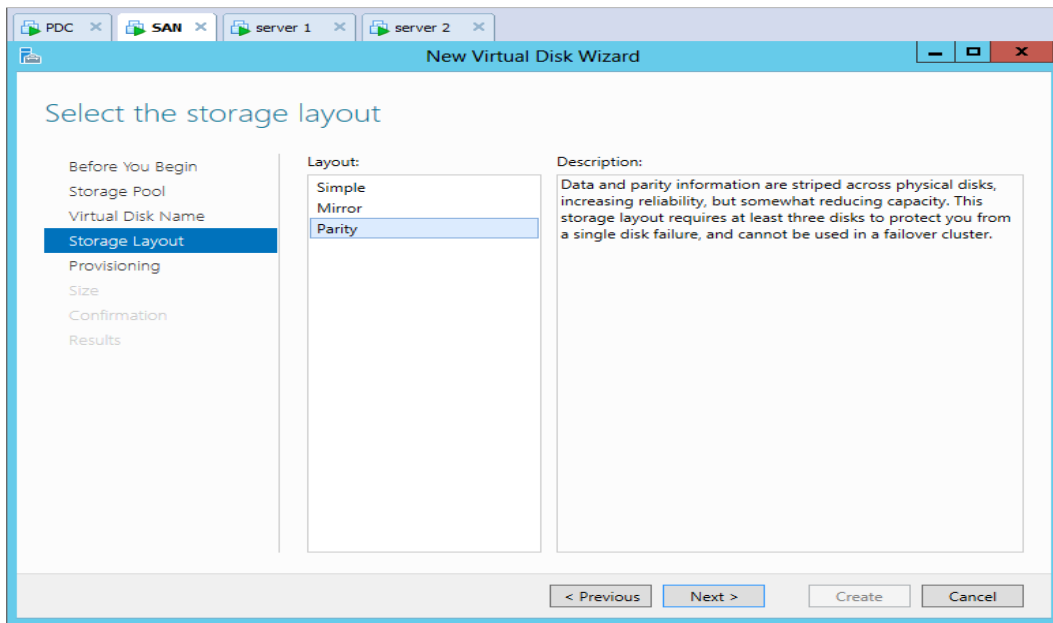 PDC
SAN
server 1
server 2
New Virtual Disk Wizard
Select the storage layout
Before You Begin
Storage Pool
Virtual Disk Name
Storage Layout
Provisioning
Size
Confirmation
Results
Layout:
Simple
Mirror
Parity
Description:
Data and parity information are striped across physical disks,
increasing reliability, but somewhat reducing capacity. This
storage layout requires at least three disks to protect you from
a single disk failure, and cannot be used in a failover cluster.
< Previous
Next >
Create
Cancel